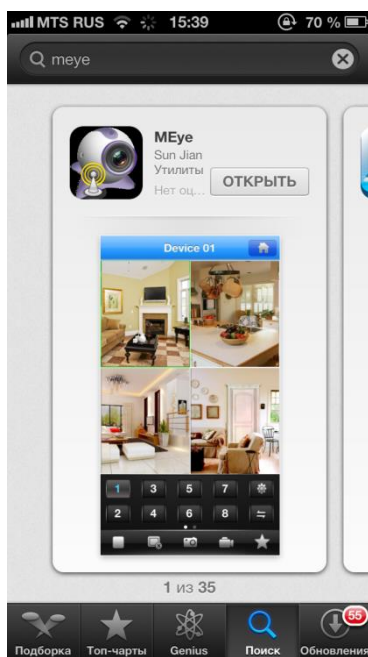 MTS RUS 15:39 70 %
meye
MEye
Sun Jian
Утилиты
Нет оц... ОТКРЫТЬ
Device 01
1 3 5 7
2 4 6 8
1 из 35
55
Подборка Топ-чарты Genius Поиск Обновления